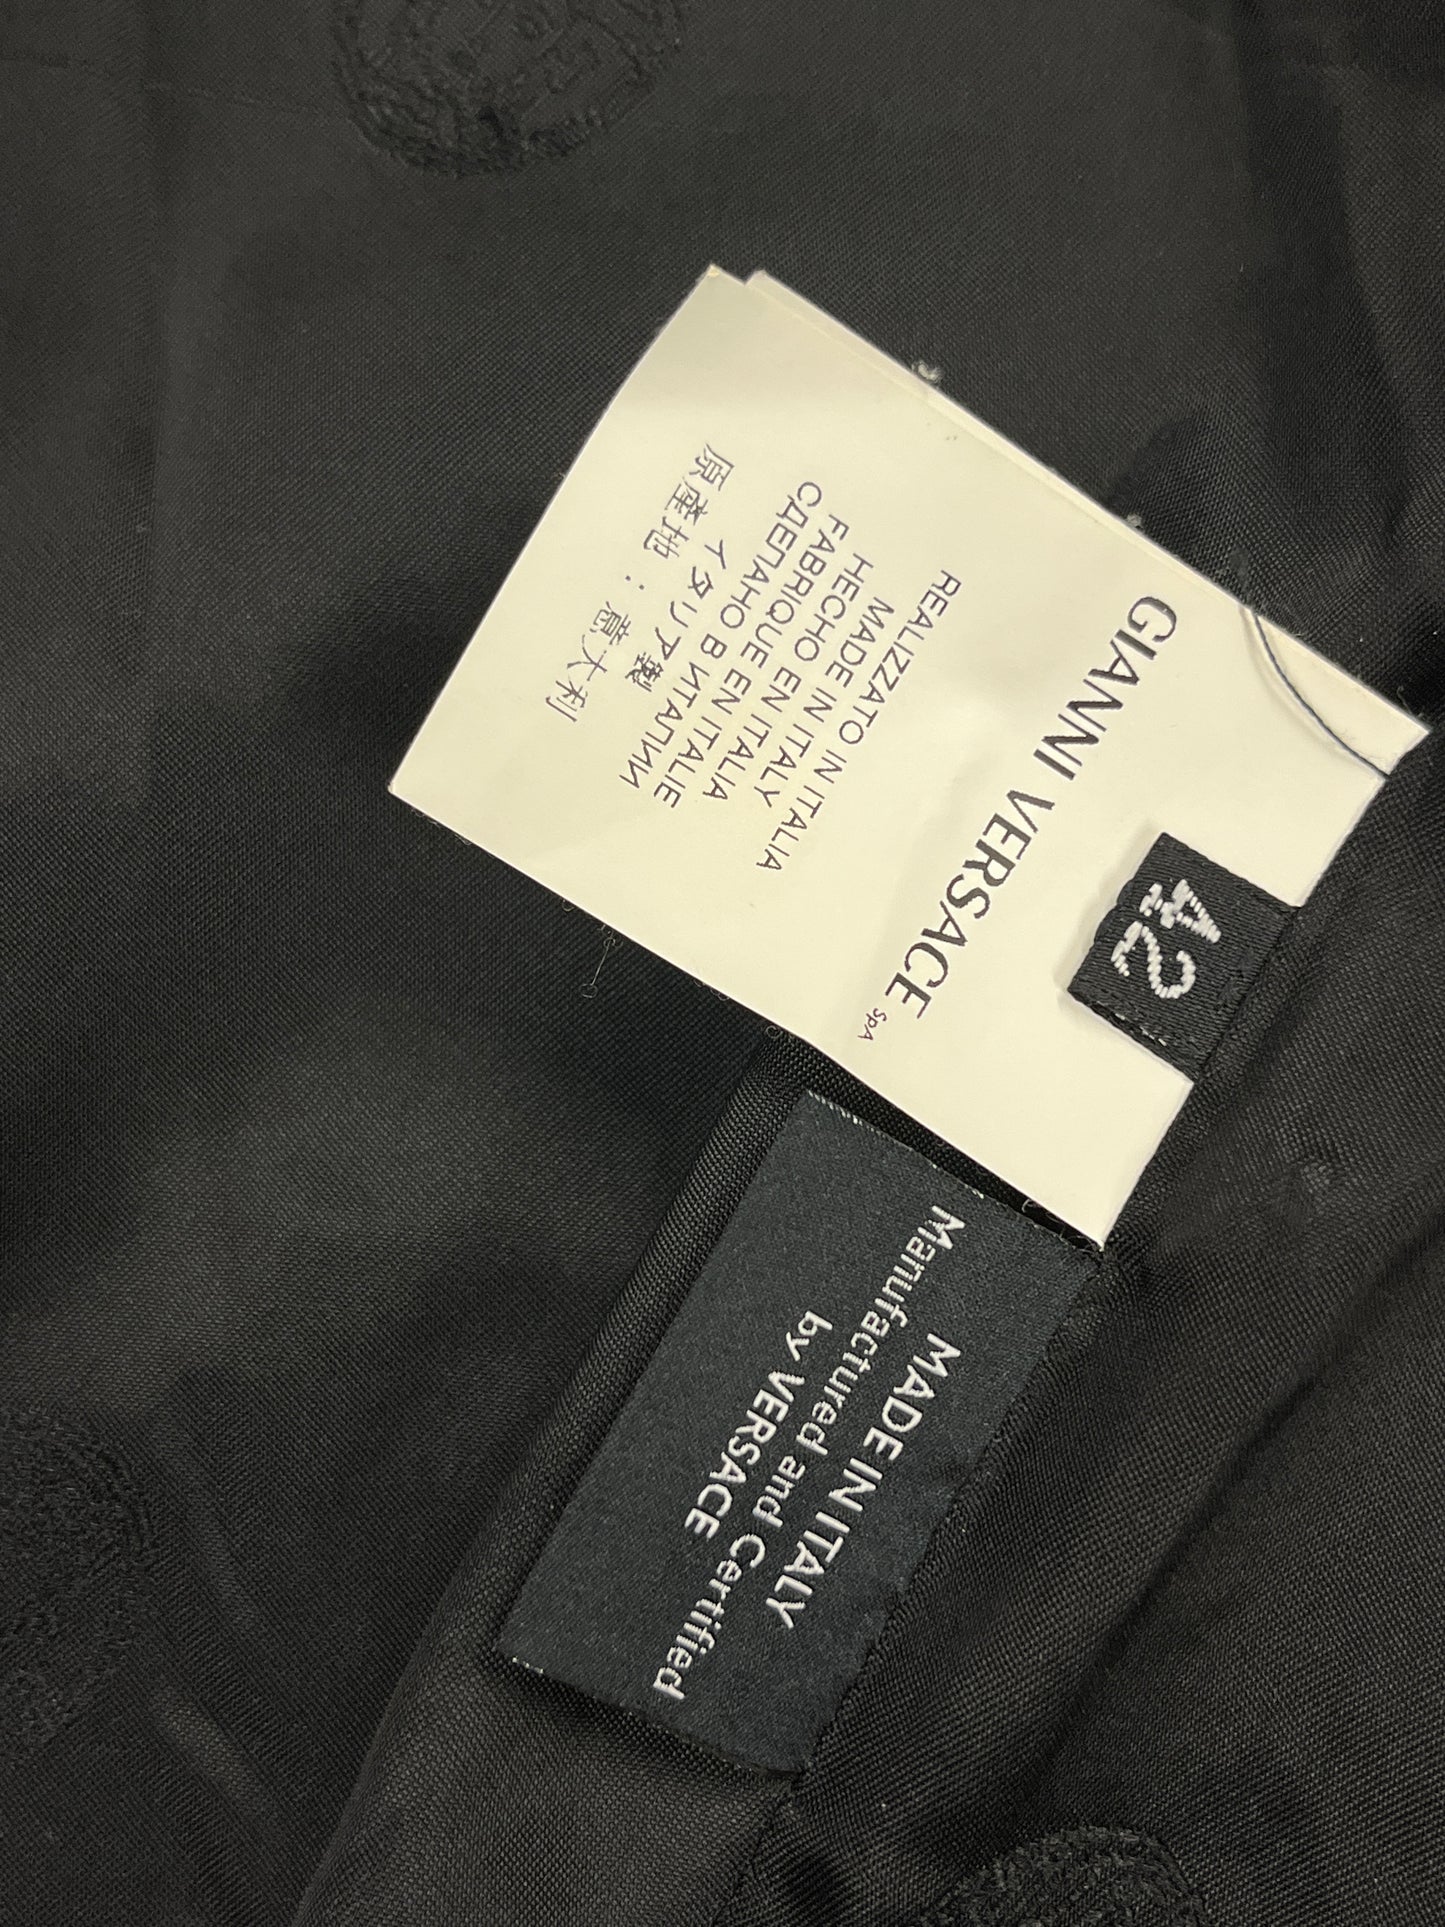 42
GIANNI VERSACE SpA
REALIZZATO IN ITALIA
MADE IN ITALY
HECHO EN ITALIA
FABRIQUE EN ITALIE
СДЕЛАНО В ИТАЛИИ
イタリア製
原産地：意大利
MADE IN ITALY
Manufactured and Certified
by VERSACE